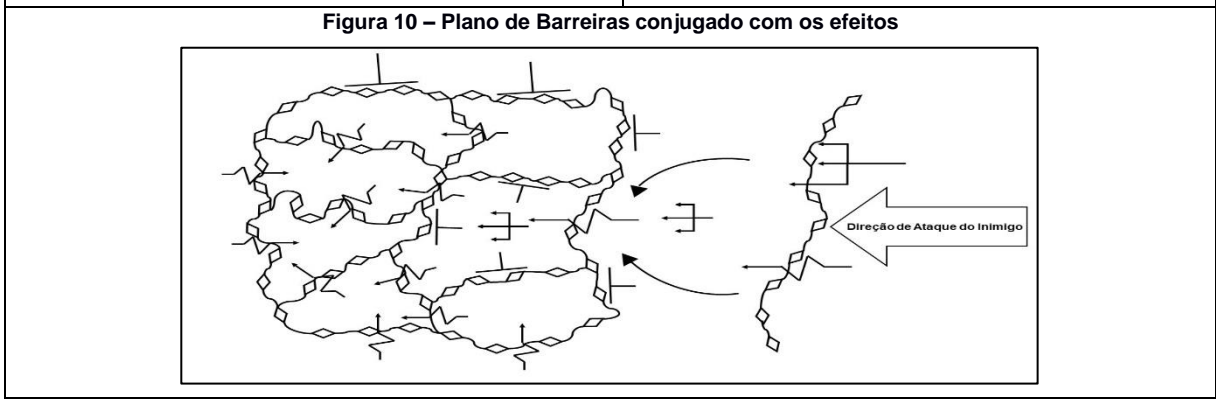 Figura 10 – Plano de Barreiras conjugado com os efeitos
Direção de Ataque do Inimigo